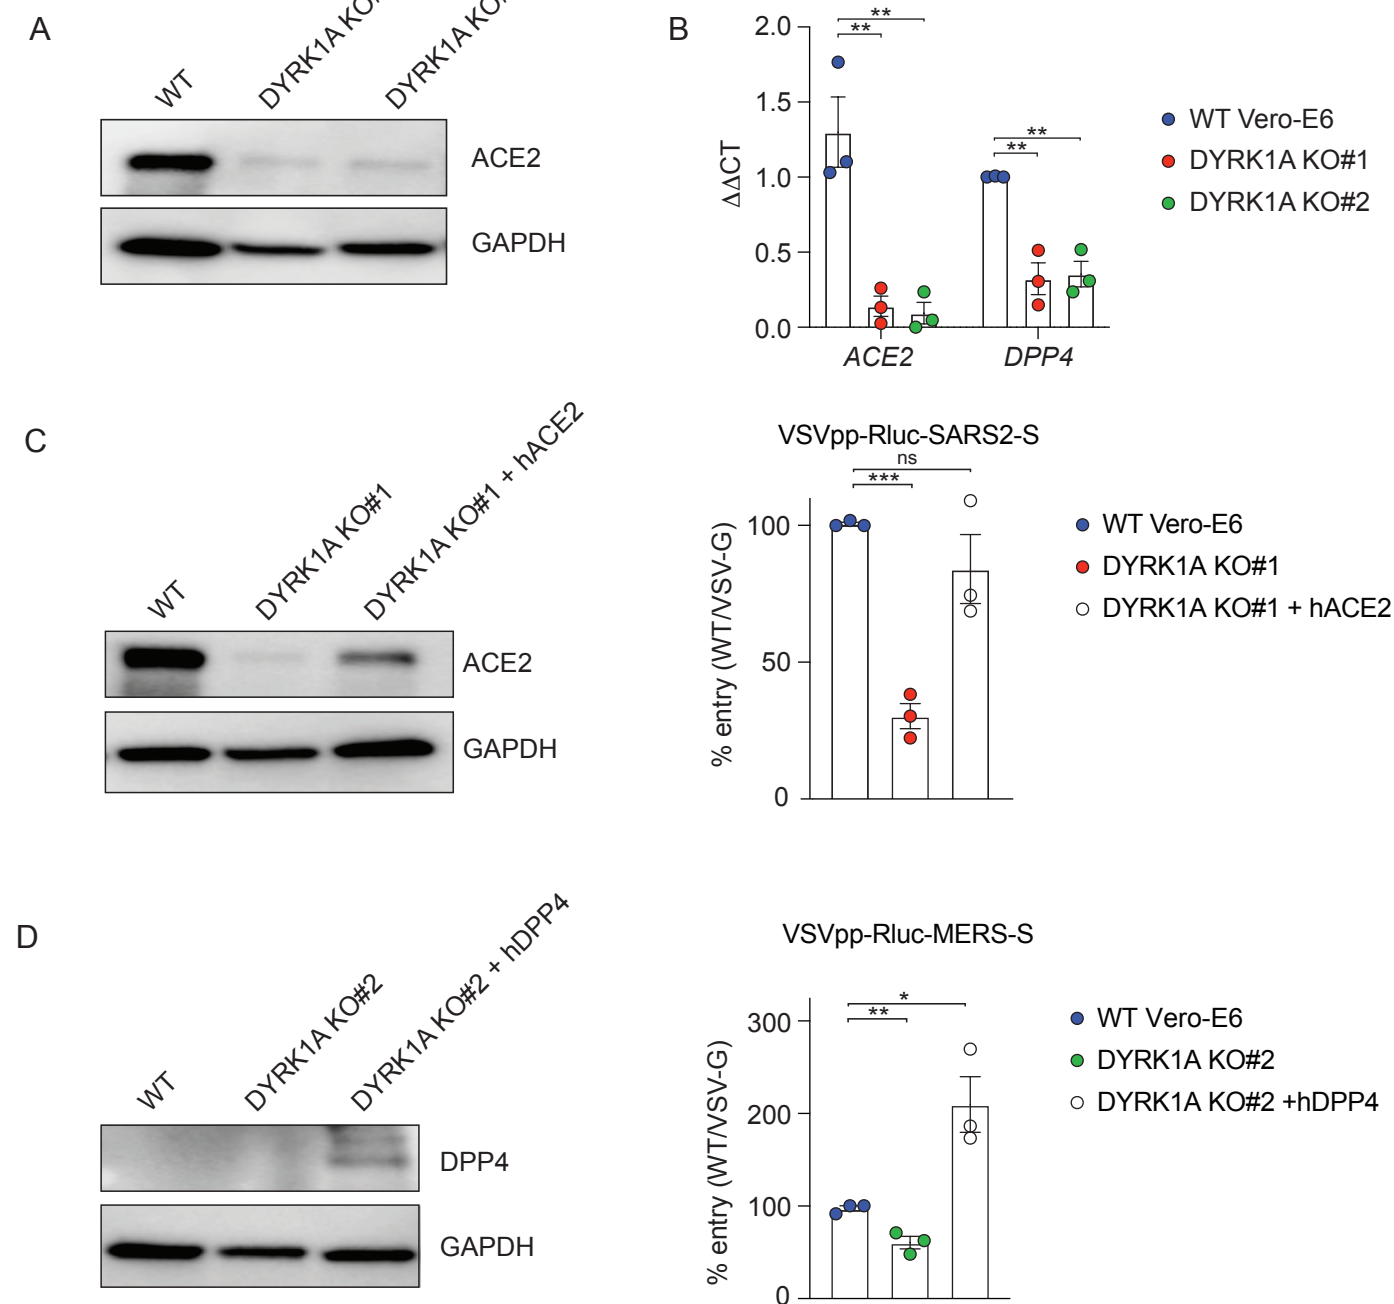 A
WT
DYRK1A KO
DYRK1A KO
ACE2
GAPDH
B
2.0
1.5
1.0
0.5
0.0
ΔΔCT
**
**
**
**
ACE2
DPP4
WT Vero-E6
DYRK1A KO#1
DYRK1A KO#2
C
WT
DYRK1A KO#1
DYRK1A KO#1 + hACE2
ACE2
GAPDH
VSVpp-Rluc-SARS2-S
ns
***
100
50
0
% entry (WT/VSV-G)
WT Vero-E6
DYRK1A KO#1
DYRK1A KO#1 + hACE2
D
WT
DYRK1A KO#2
DYRK1A KO#2 + hDPP4
DPP4
GAPDH
VSVpp-Rluc-MERS-S
*
**
300
200
100
0
% entry (WT/VSV-G)
WT Vero-E6
DYRK1A KO#2
DYRK1A KO#2 +hDPP4